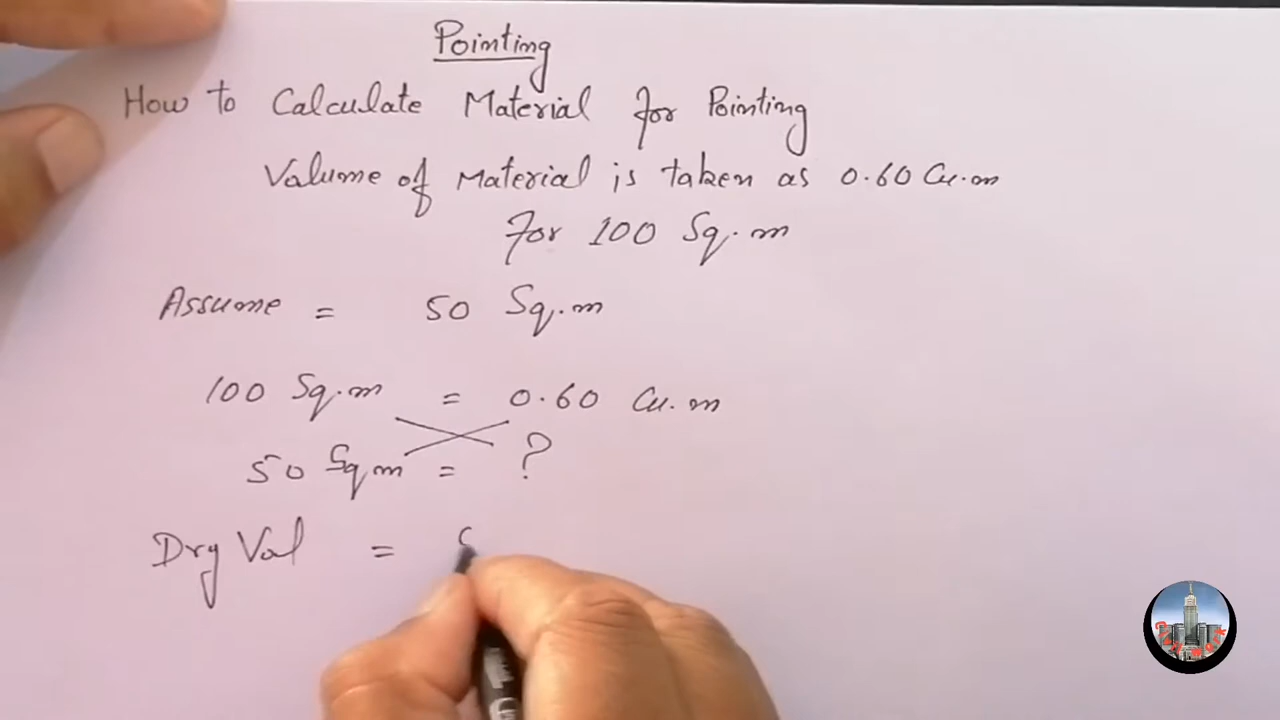 Pointing
How to Calculate Material for Pointing
Volume of Material is taken as 0.60 Cu.m
For 100 Sq.m
Assume = 50 Sq.m
100 Sq.m = 0.60 Cu.m
50 Sqm = ?
Dry Vol =